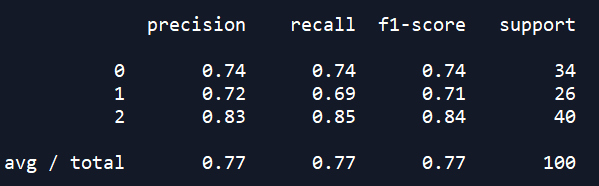 precision recall f1-score support
0 0.74 0.74 0.74 34
1 0.72 0.69 0.71 26
2 0.83 0.85 0.84 40
avg / total 0.77 0.77 0.77 100